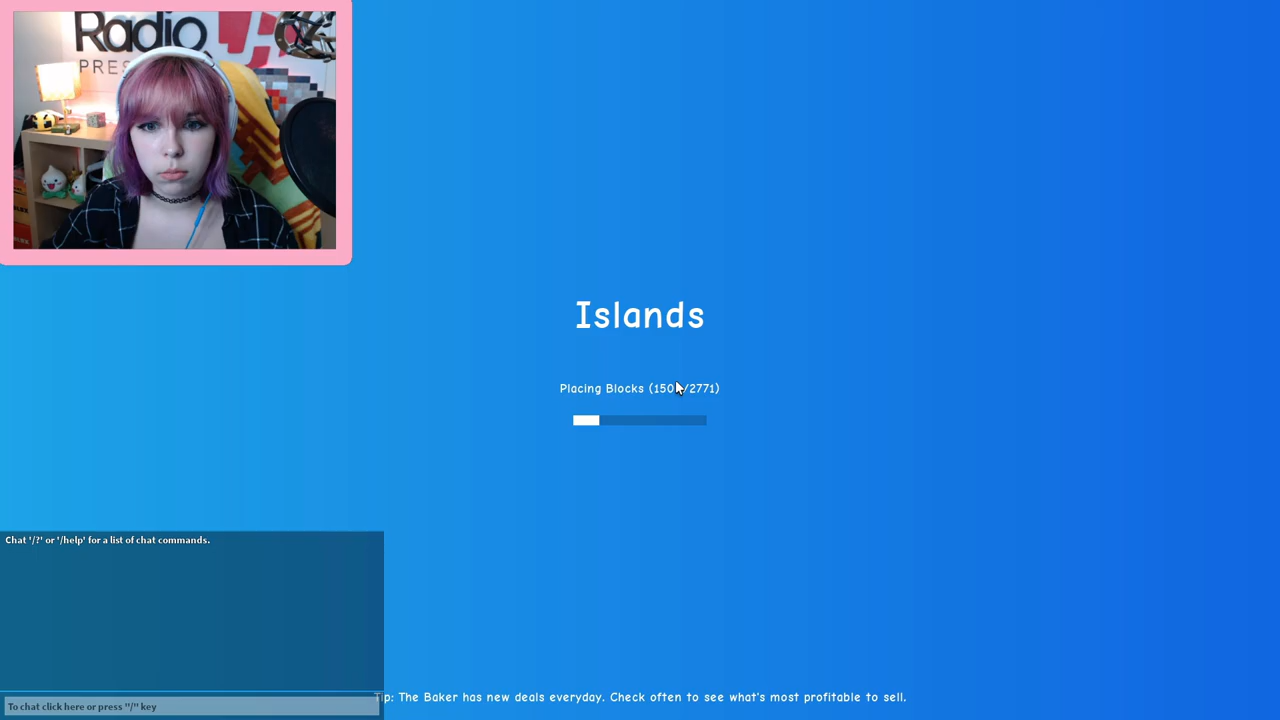 Radio
PRES
Islands
Placing Blocks (150 /2771)
Chat '/?' or '/help' for a list of chat commands.
Tip: The Baker has new deals everyday. Check often to see what's most profitable to sell.
To chat click here or press "/" key